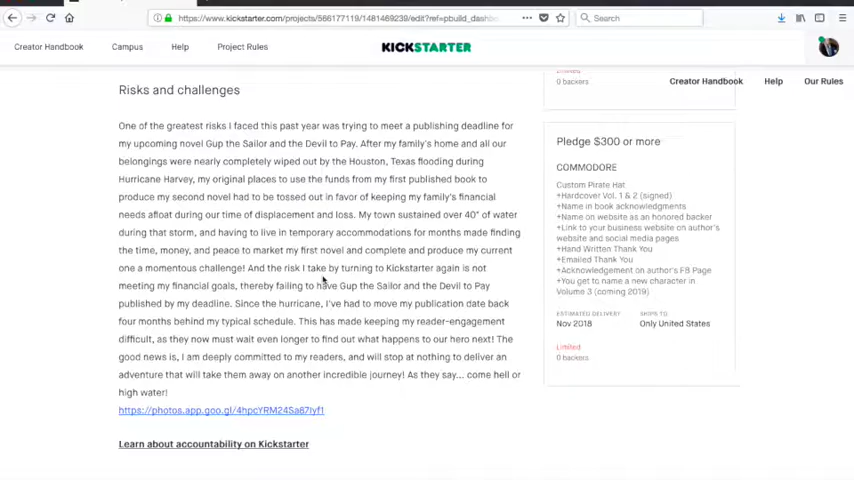 https://www.kickstarter.com/projects/566177119/1481469239/edit?ref=pbuild_dashb
Search
Creator Handbook
Campus
Help
Project Rules
KICKSTARTER
0 backers
Creator Handbook
Help
Our Rules
Risks and challenges
One of the greatest risks I faced this past year was trying to meet a publishing deadline for
my upcoming novel Gup the Sailor and the Devil to Pay. After my family's home and all our
belongings were nearly completely wiped out by the Houston, Texas flooding during
Hurricane Harvey, my original places to use the funds from my first published book to
produce my second novel had to be tossed out in favor of keeping my family's financial
needs afloat during our time of displacement and loss. My town sustained over 40" of water
during that storm, and having to live in temporary accommodations for months made finding
the time, money, and peace to market my first novel and complete and produce my current
one a momentous challenge! And the risk I take by turning to Kickstarter again is not
meeting my financial goals, thereby failing to have Gup the Sailor and the Devil to Pay
published by my deadline. Since the hurricane, I've had to move my publication date back
four months behind my typical schedule. This has made keeping my reader-engagement
difficult, as they now must wait even longer to find out what happens to our hero next! The
good news is, I am deeply committed to my readers, and will stop at nothing to deliver an
adventure that will take them away on another incredible journey! As they say... come hell or
high water!
https://photos.app.goo.gl/4hpcYRM24Sa67Iyf1
Learn about accountability on Kickstarter
Pledge $300 or more
COMMODORE
Custom Pirate Hat
+Hardcover Vol. 1 & 2 (signed)
+Name in book acknowledgments
+Name on website as an honored backer
+Link to your business website on author's
website and social media pages
+Hand Written Thank You
+Emailed Thank You
+Acknowledgement on author's FB Page
+You get to name a new character in
Volume 3 (coming 2019)
ESTIMATED DELIVERY
SHIPS TO:
Nov 2018
Only United States
Limited
0 backers